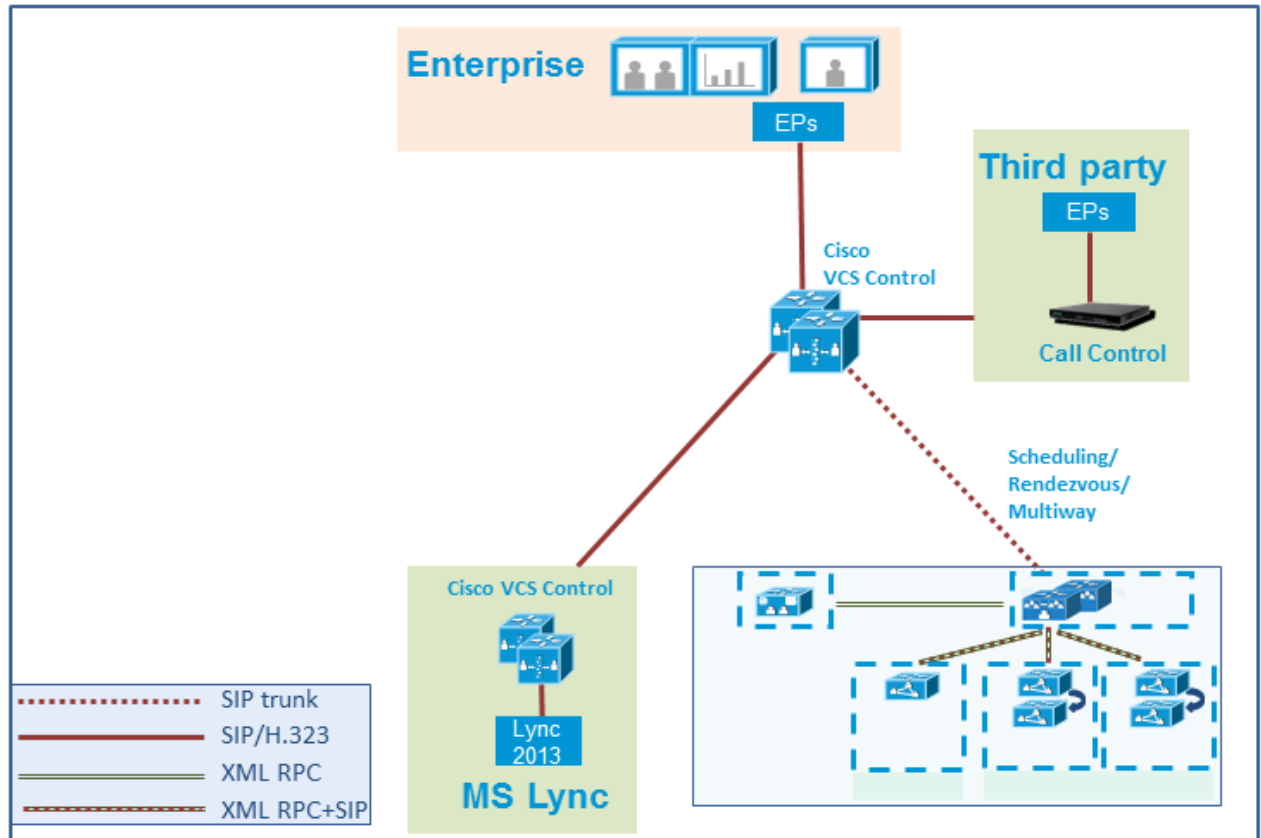 Enterprise
EPs
Third party
EPs
Call Control
Cisco
VCS Control
Scheduling/
Rendezvous/
Multiway
Cisco VCS Control
Lync
2013
MS Lync
SIP trunk
SIP/H.323
XML RPC
XML RPC+SIP